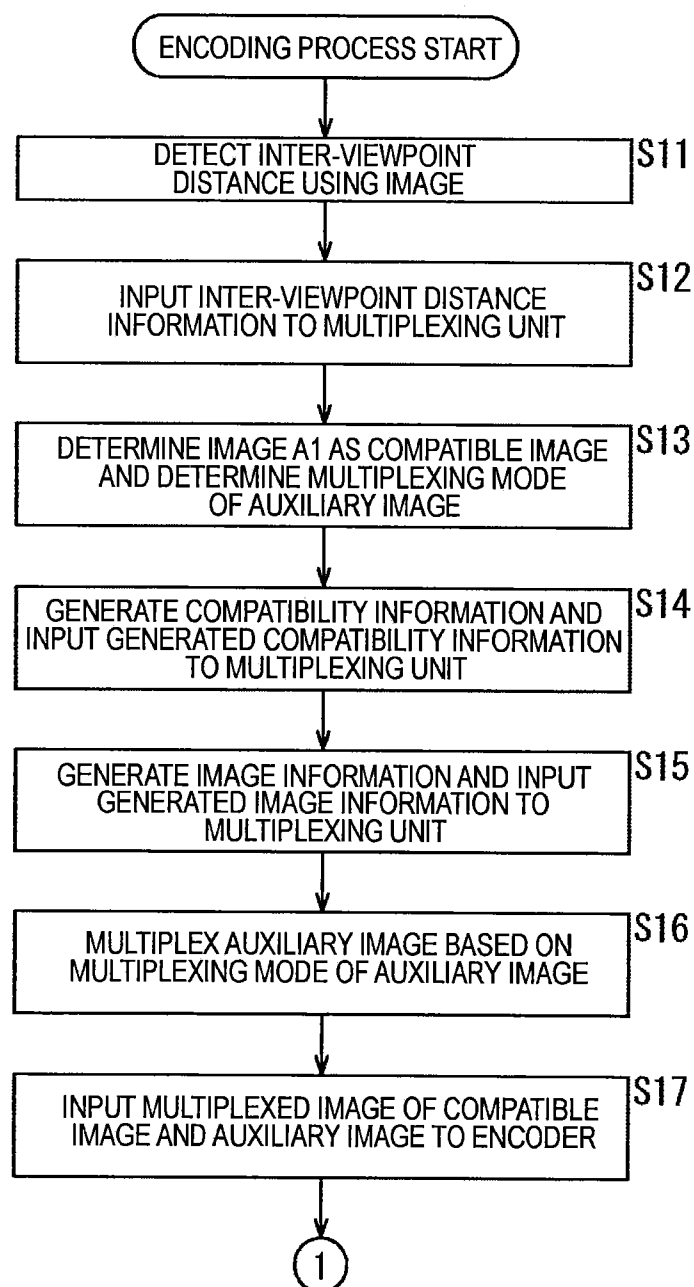 ENCODING PROCESS START
DETECT INTER-VIEWPOINT
DISTANCE USING IMAGE
S11
INPUT INTER-VIEWPOINT DISTANCE
INFORMATION TO MULTIPLEXING UNIT
S12
DETERMINE IMAGE A1 AS COMPATIBLE IMAGE
AND DETERMINE MULTIPLEXING MODE
OF AUXILIARY IMAGE
S13
GENERATE COMPATIBILITY INFORMATION AND
INPUT GENERATED COMPATIBILITY INFORMATION
TO MULTIPLEXING UNIT
S14
GENERATE IMAGE INFORMATION AND INPUT
GENERATED IMAGE INFORMATION TO
MULTIPLEXING UNIT
S15
MULTIPLEX AUXILIARY IMAGE BASED ON
MULTIPLEXING MODE OF AUXILIARY IMAGE
S16
INPUT MULTIPLEXED IMAGE OF COMPATIBLE
IMAGE AND AUXILIARY IMAGE TO ENCODER
S17
1